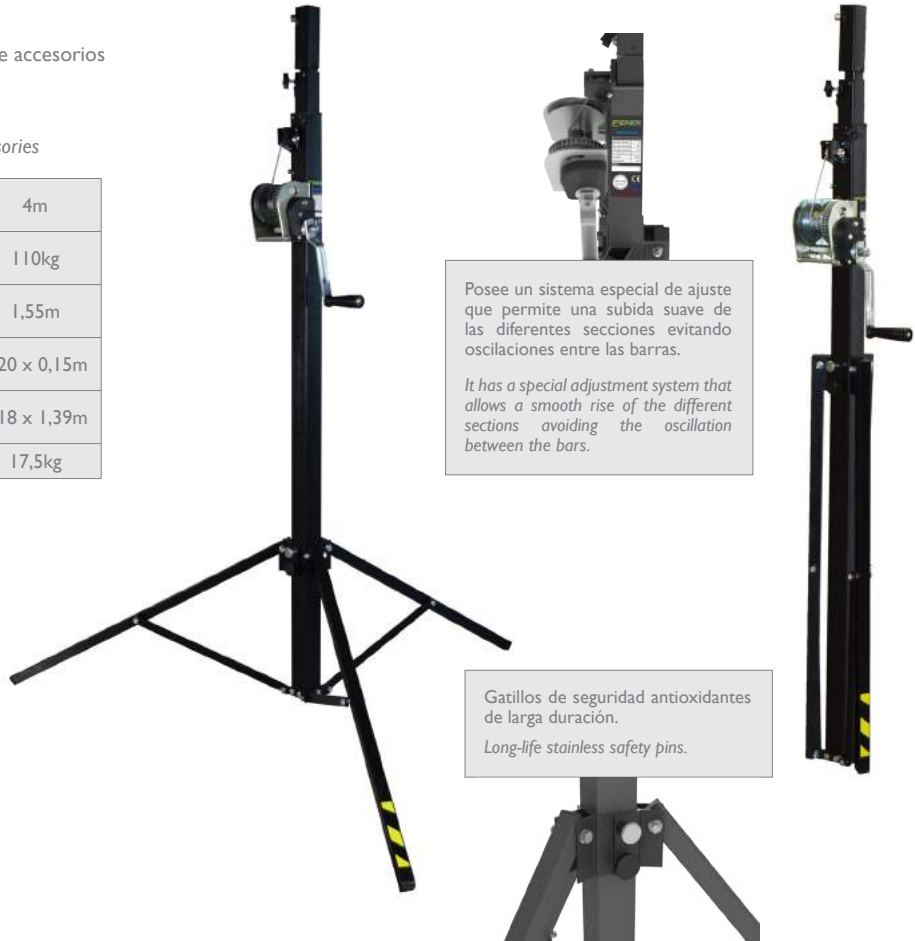 e accesorios
sories
4m
110kg
1,55m
20 x 0,15m
18 x 1,39m
17,5kg
Posee un sistema especial de ajuste
que permite una subida suave de
las diferentes secciones evitando
oscilaciones entre las barras.
It has a special adjustment system that
allows a smooth rise of the different
sections avoiding the oscillation
between the bars.
Gatillos de seguridad antioxidantes
de larga duración.
Long-life stainless safety pins.